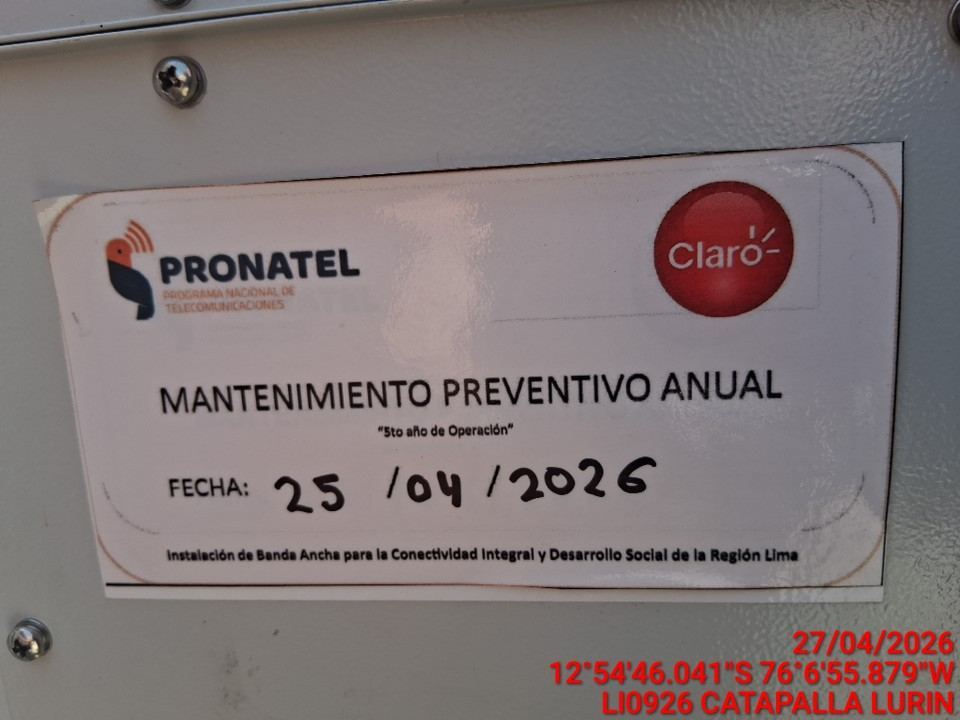 PRONATEL
PROGRAMA NACIONAL DE
TELECOMUNICACIONES
Claro
MANTENIMIENTO PREVENTIVO ANUAL
"5to año de Operación"
FECHA: 25 /04 /2026
Instalación de Banda Ancha para la Conectividad Integral y Desarrollo Social de la Región Lima
27/04/2026
12°54'46.041"S 76°6'55.879"W
LI0926 CATAPALLA LURIN